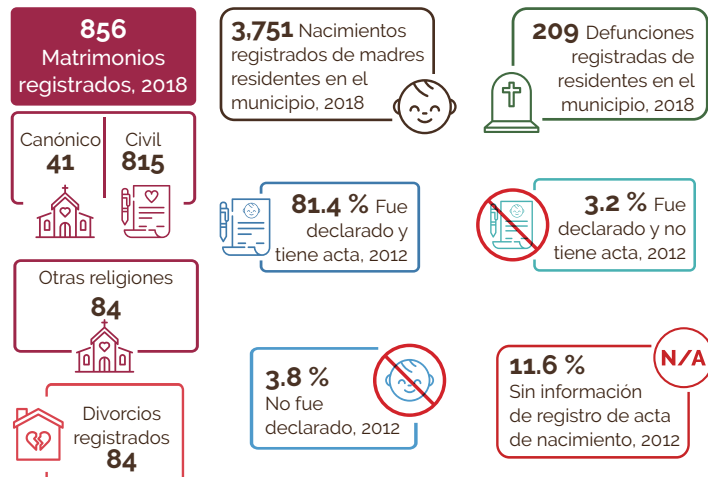 856
Matrimonios
registrados, 2018
Canónico
41
Civil
815
Otras religiones
84
Divorcios
registrados
84
3,751 Nacimientos
registrados de madres
residentes en el
municipio, 2018
209 Defunciones
registradas de
residentes en el
municipio, 2018
81.4 % Fue
declarado y
tiene acta, 2012
3.2 % Fue
declarado y no
tiene acta, 2012
3.8 %
No fue
declarado, 2012
N/A
11.6 %
Sin información
de registro de acta
de nacimiento, 2012